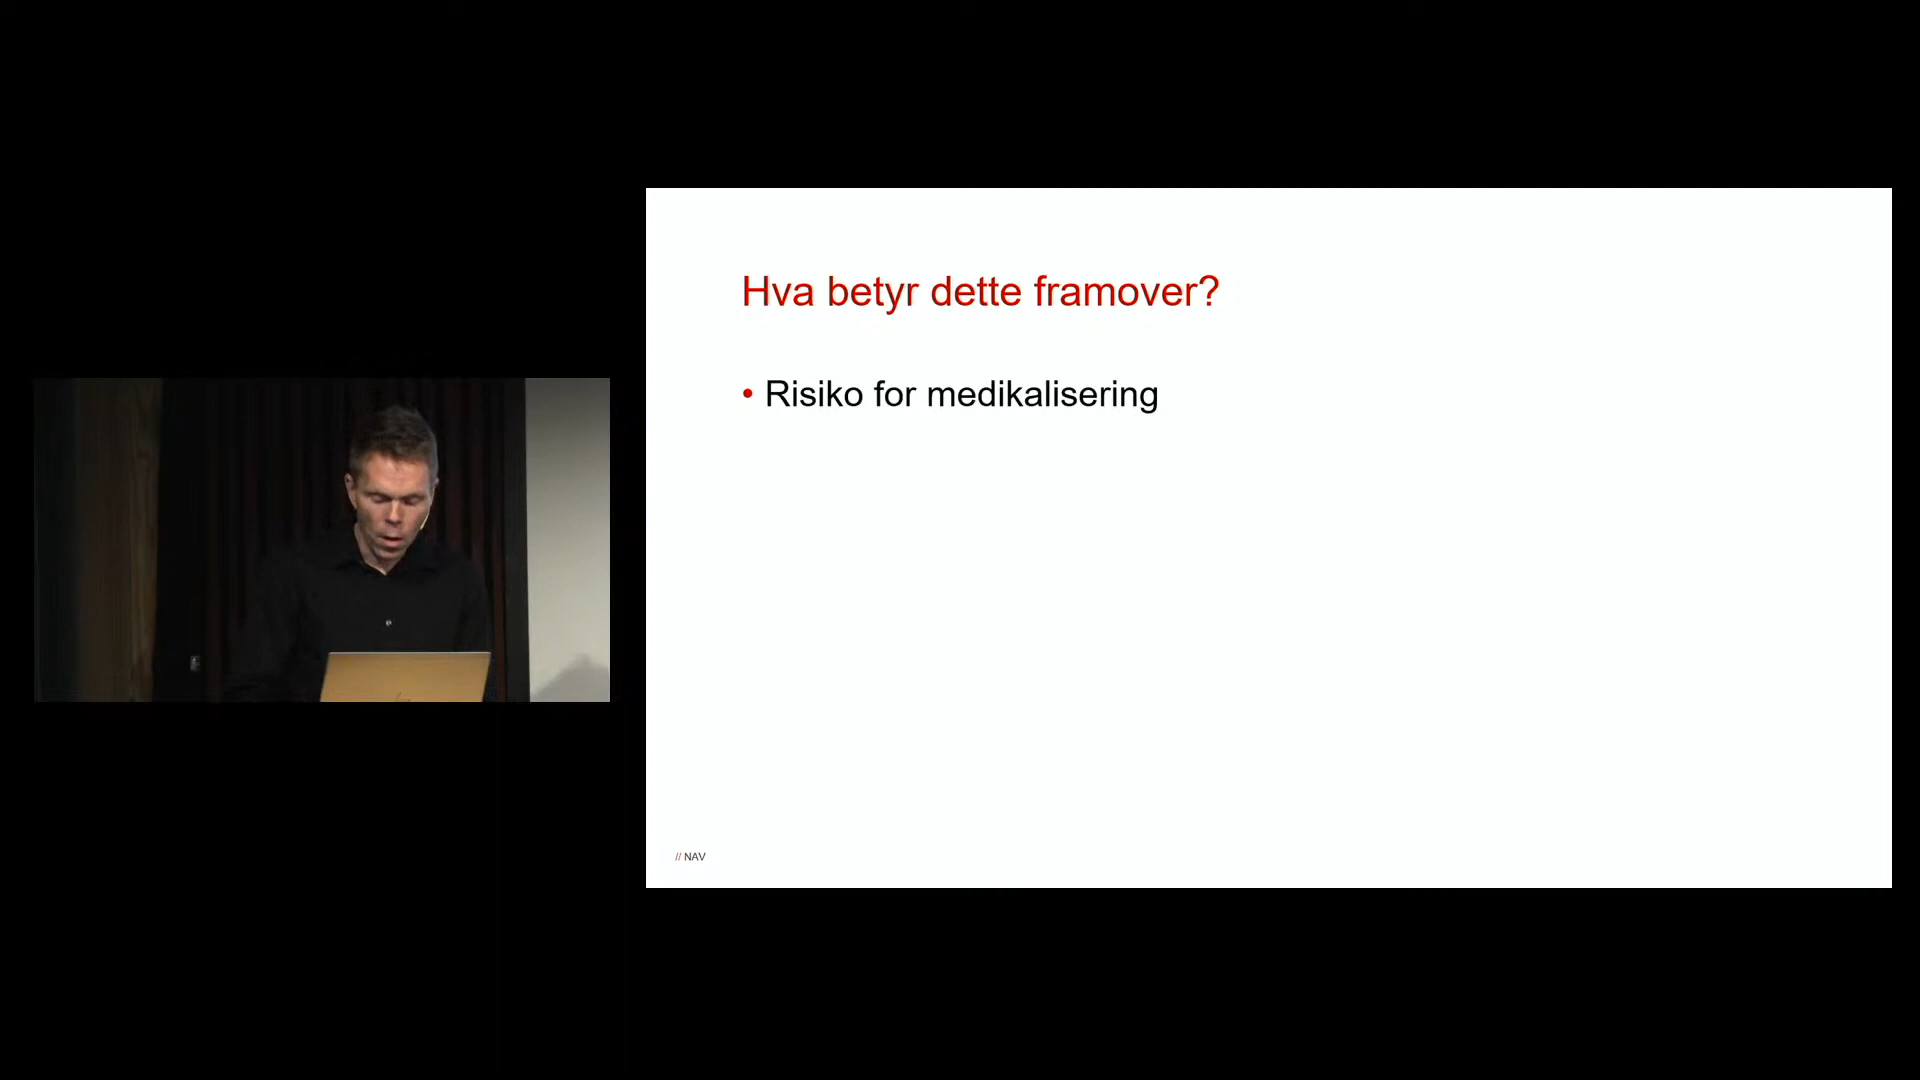 Hva betyr dette framover?
• Risiko for medikalisering
// NAV